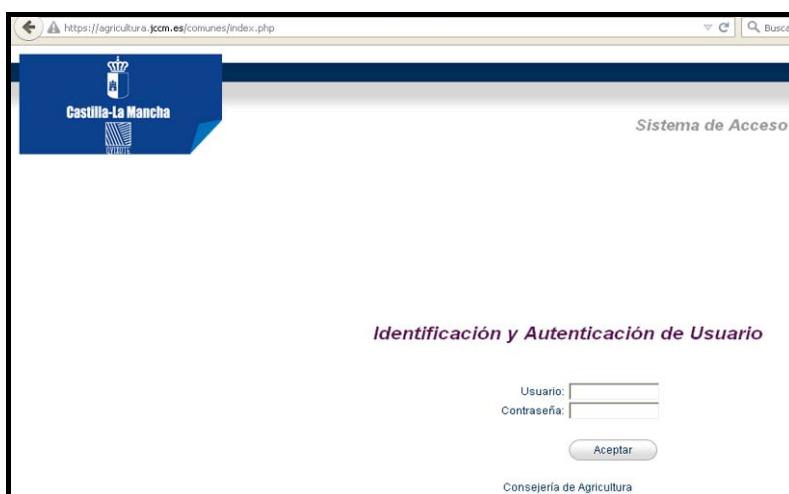 https://agricultura.jccm.es/comunes/index.php
Busca
Castilla-La Mancha
Sistema de Acceso
Identificación y Autenticación de Usuario
Usuario:
Contraseña:
Aceptar
Consejería de Agricultura